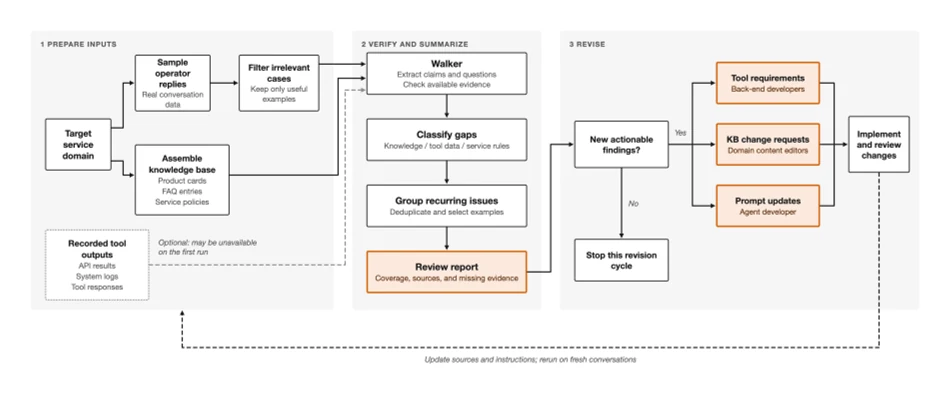 1 PREPARE INPUTS
Sample
operator
replies
Real conversation
data
Filter irrelevant
cases
Keep only useful
examples
Target
service
domain
Assemble
knowledge base
Product cards
FAQ entries
Service policies
Recorded tool
outputs
API results
System logs
Tool responses
Optional: may be unavailable
on the first run
2 VERIFY AND SUMMARIZE
Walker
Extract claims and questions
Check available evidence
Classify gaps
Knowledge / tool data / service rules
Group recurring issues
Deduplicate and select examples
Review report
Coverage, sources, and missing evidence
3 REVISE
New actionable
findings?
Yes
No
Stop this revision
cycle
Tool requirements
Back-end developers
KB change requests
Domain content editors
Prompt updates
Agent developer
Implement
and review
changes
Update sources and instructions; rerun on fresh conversations